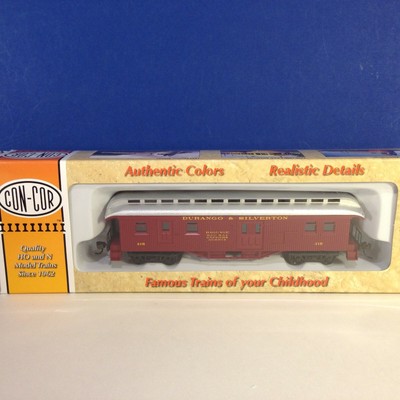 Authentic Colors Realistic Details
CON-COR
Quality
HO and N
Model Trains
Since 1962
DURANGO & SILVERTON
Famous Trains of your Childhood